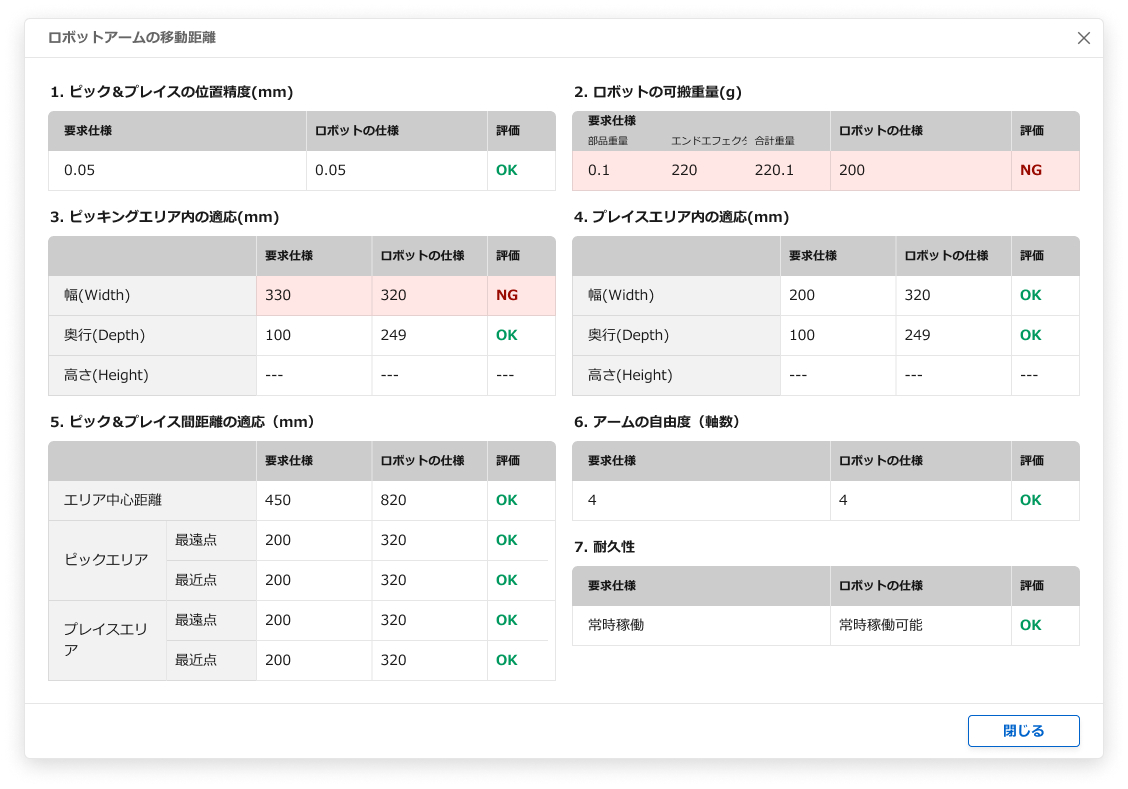 ロボットアームの移動距離
1. ピック&プレイスの位置精度(mm)
要求仕様 ロボットの仕様 評価
0.05 0.05 OK
2. ロボットの可搬重量(g)
要求仕様 ロボットの仕様 評価
部品重量 エンドエフェクタ 合計重量
0.1 220 220.1 200 NG
3. ピッキングエリア内の適応(mm)
要求仕様 ロボットの仕様 評価
幅(Width) 330 320 NG
奥行(Depth) 100 249 OK
高さ(Height) --- --- ---
4. プレイスエリア内の適応(mm)
要求仕様 ロボットの仕様 評価
幅(Width) 200 320 OK
奥行(Depth) 100 249 OK
高さ(Height) --- --- ---
5. ピック&プレイス間距離の適応（mm）
要求仕様 ロボットの仕様 評価
エリア中心距離 450 820 OK
ピックエリア 最遠点 200 320 OK
最近点 200 320 OK
プレイスエリ
ア
最遠点 200 320 OK
最近点 200 320 OK
6. アームの自由度（軸数）
要求仕様 ロボットの仕様 評価
4 4 OK
7. 耐久性
要求仕様 ロボットの仕様 評価
常時稼働 常時稼働可能 OK
閉じる